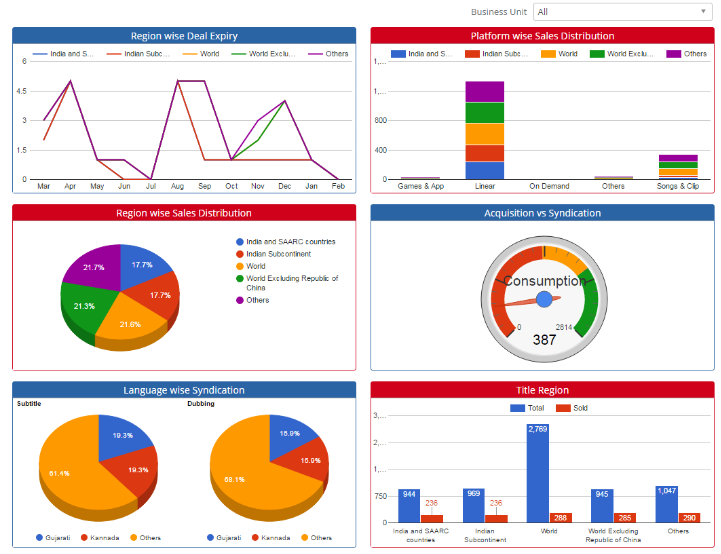 Business Unit All
Region wise Deal Expiry
India and S... Indian Subc... World World Exclu... Others
6
4.5
3
1.5
0
Mar Apr May Jun Jul Aug Sep Oct Nov Dec Jan Feb
Platform wise Sales Distribution
India and S... Indian Subc... World World Exclu... Others
1,...
1,...
800
400
0
Games & App Linear On Demand Others Songs & Clip
Region wise Sales Distribution
17.7%
17.7%
21.6%
21.3%
21.7%
India and SAARC countries
Indian Subcontinent
World
World Excluding Republic of
China
Others
Acquisition vs Syndication
Consumption
0 2814
387
Language wise Syndication
Subtitle
19.3%
19.3%
61.4%
Gujarati Kannada Others
Dubbing
15.9%
15.9%
68.1%
Gujarati Kannada Others
Title Region
Total Sold
3,...
2,...
1,...
750
0
944 236 969 236 2,769 288 945 285 1,047 290
India and SAARC
countries
Indian
Subcontinent
World
World Excluding
Republic of China
Others